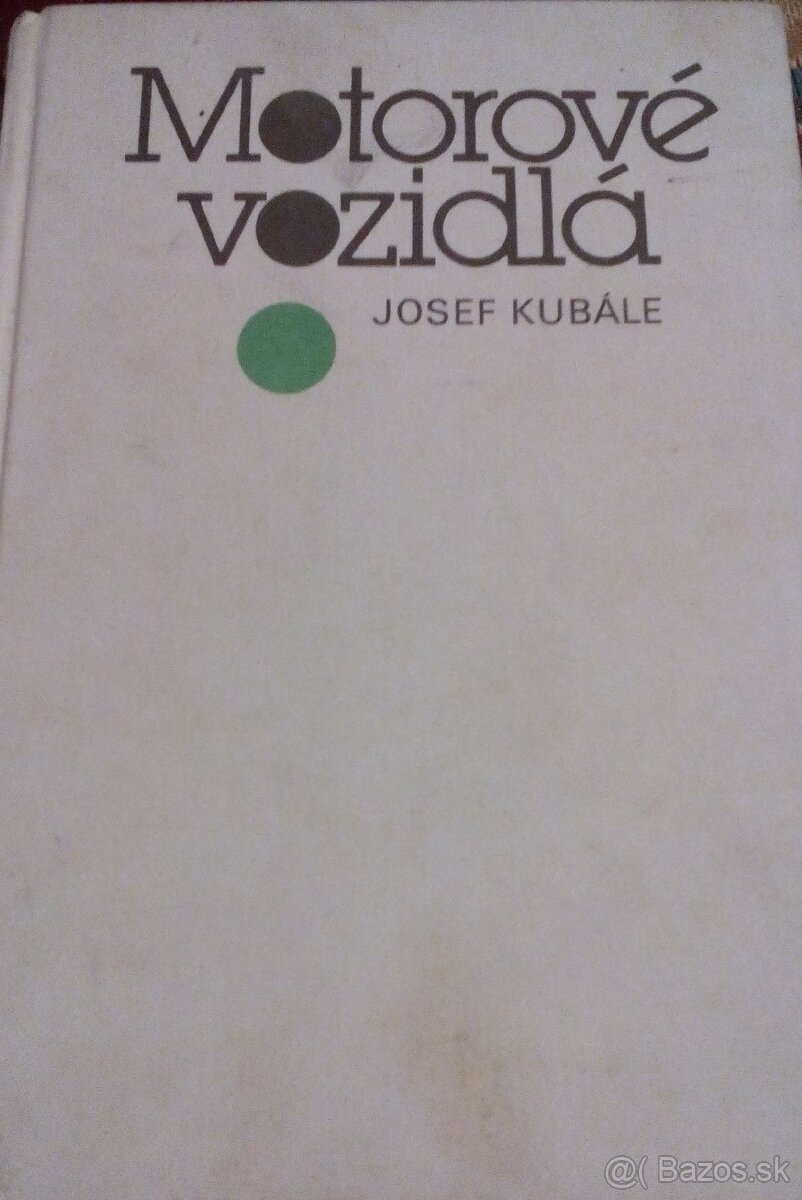 Motorové
vozidlá
JOSEF KUBÁLE
@( Bazos.sk